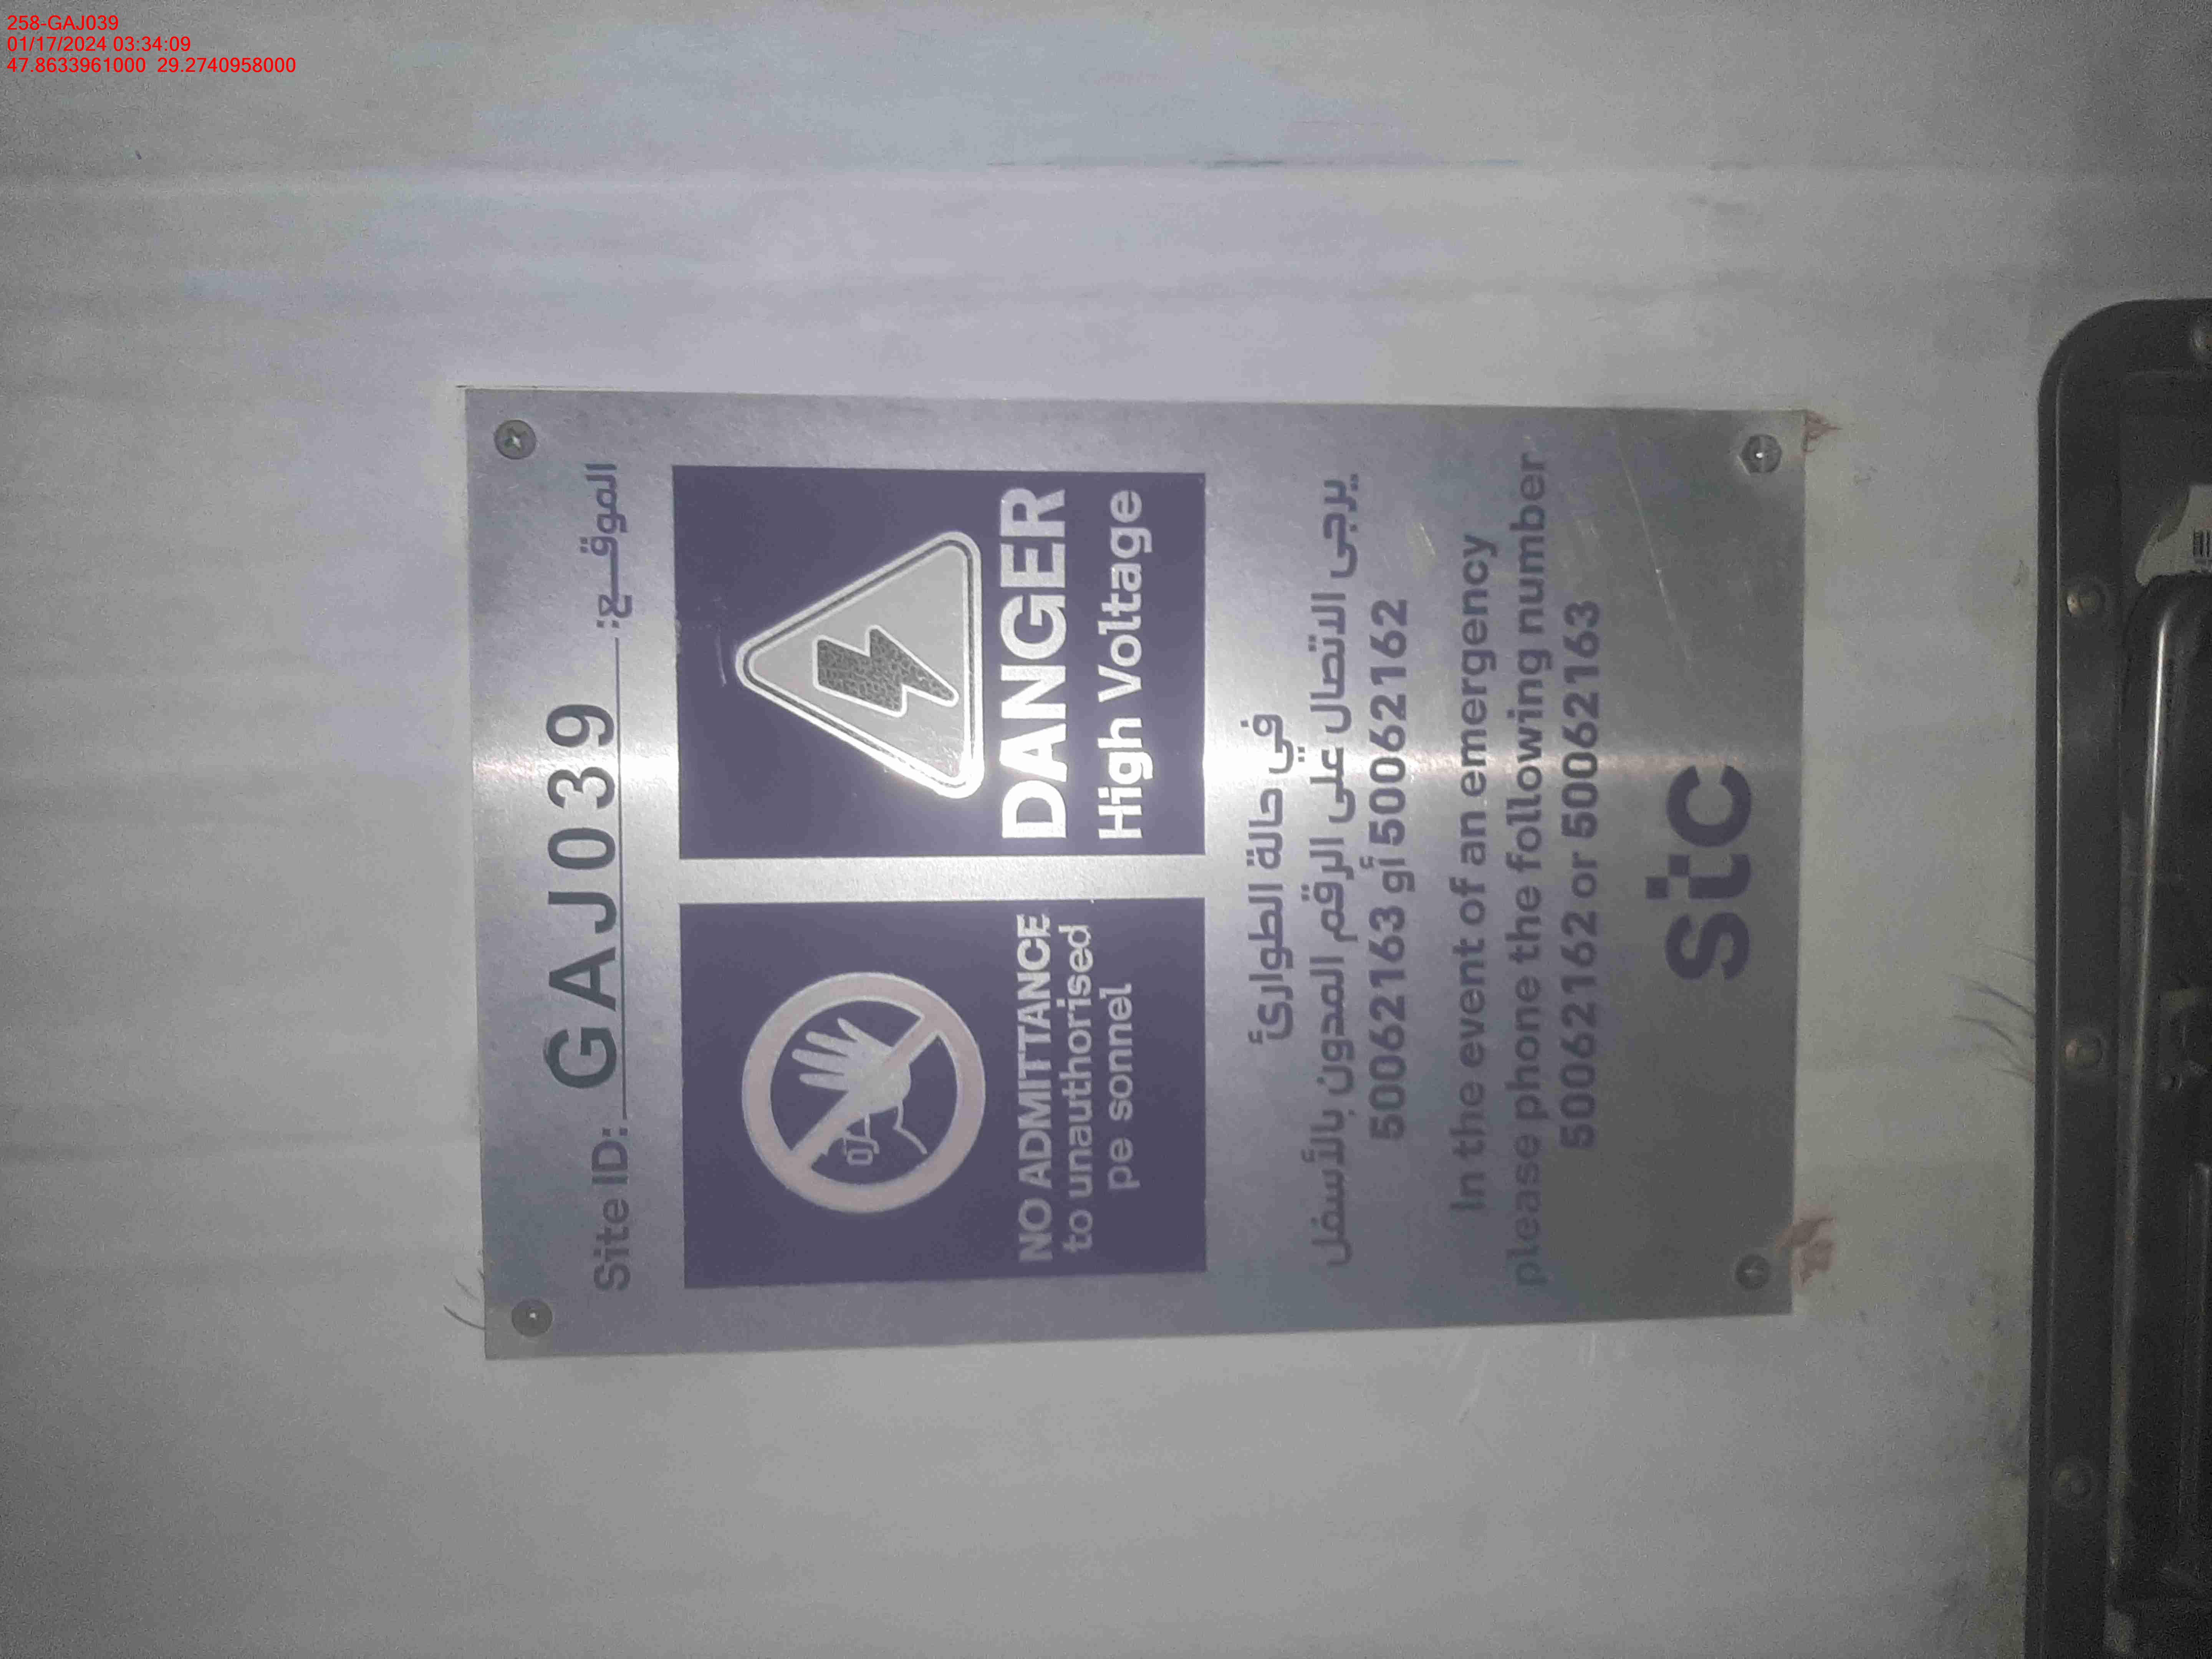 258-GAJ039
01/17/2024 03:34:09
47.8633961000 29.2740958000
Site ID: GAJ039 الموقـــع:
NO ADMITTANCE
to unauthorised
pe sonnel
DANGER
High Voltage
في حالة الطوارئ
يرجى الاتصال على الرقم المدون بالأسفل
50062162 أو 50062163
In the event of an emergency
please phone the following number
50062162 or 50062163
stc